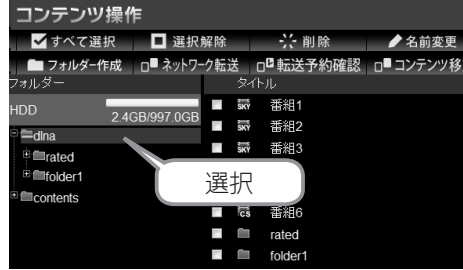 コンテンツ操作
すべて選択 選択解除 削除 名前変更
フォルダー作成 ネットワーク転送 転送予約確認 コンテンツ移
フォルダー タイトル
HDD 2.4GB/997.0GB
dlna
rated
folder1
contents
SKY 番組1
SKY 番組2
SKY 番組3
選択
CS 番組6
rated
folder1